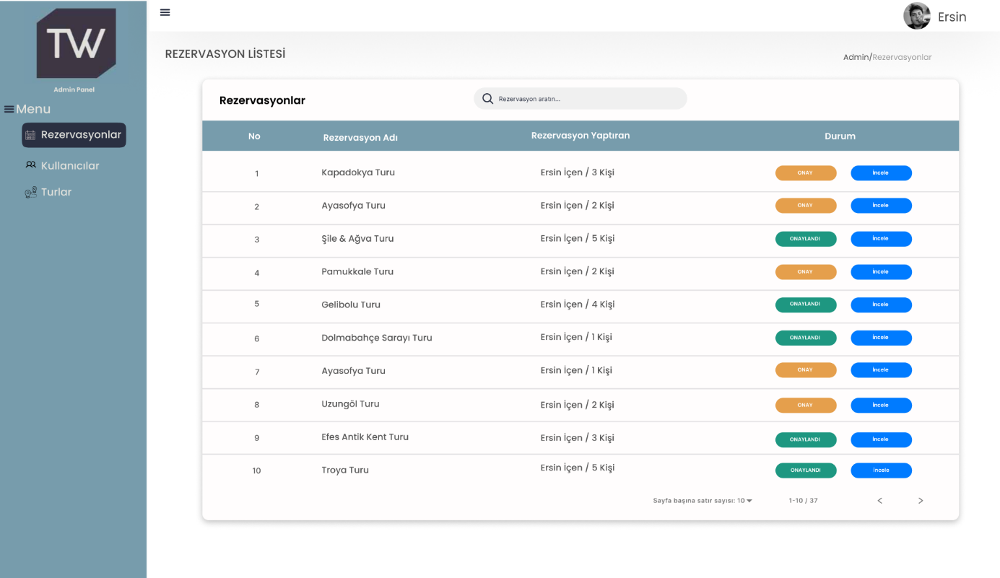 TW
Ersin
Admin Panel
Menu
Rezervasyonlar
Kullanıcılar
Turlar
REZERVASYON LİSTESİ
Admin/Rezervasyonlar
Rezervasyonlar
Rezervasyon aratın...
No Rezervasyon Adı Rezervasyon Yaptıran Durum
1 Kapadokya Turu Ersin İçen / 3 Kişi ONAY İncele
2 Ayasofya Turu Ersin İçen / 2 Kişi ONAY İncele
3 Şile & Ağva Turu Ersin İçen / 5 Kişi ONAYLANDI İncele
4 Pamukkale Turu Ersin İçen / 2 Kişi ONAY İncele
5 Gelibolu Turu Ersin İçen / 4 Kişi ONAYLANDI İncele
6 Dolmabahçe Sarayı Turu Ersin İçen / 1 Kişi ONAYLANDI İncele
7 Ayasofya Turu Ersin İçen / 1 Kişi ONAY İncele
8 Uzungöl Turu Ersin İçen / 2 Kişi ONAY İncele
9 Efes Antik Kent Turu Ersin İçen / 3 Kişi ONAYLANDI İncele
10 Troya Turu Ersin İçen / 5 Kişi ONAYLANDI İncele
Sayfa başına satır sayısı: 10 1-10 / 37 < >